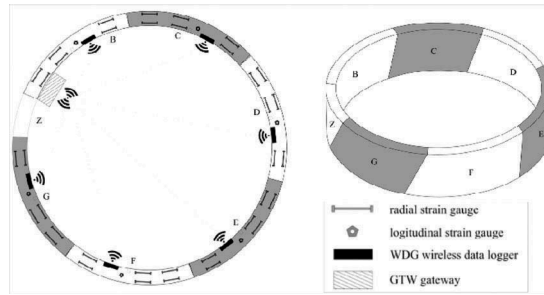 B
C
D
E
F
G
Z
B
C
D
E
F
G
Z
radial strain gauge
logitudinal strain gauge
WDG wireless data logger
GTW gateway